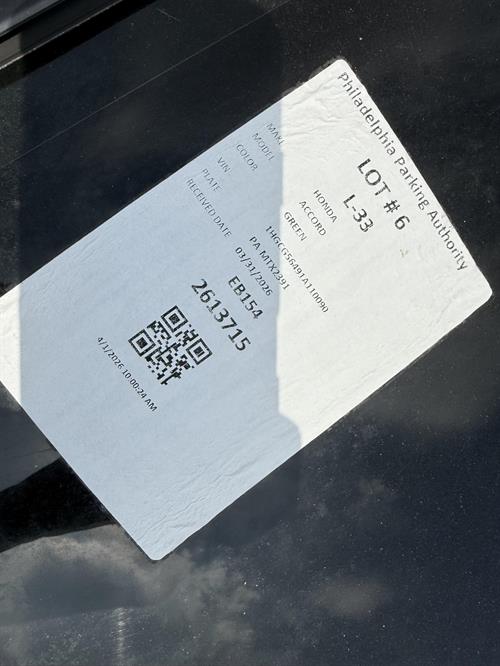 Philadelphia Parking Authority
LOT # 6
L-33
MAKE HONDA
MODEL ACCORD
COLOR GREEN
VIN 1HGCG56491A110090
PLATE PA MTX2391
RECEIVED DATE 03/31/2026
EB154
2613715
4/1/2026 10:00:24 AM